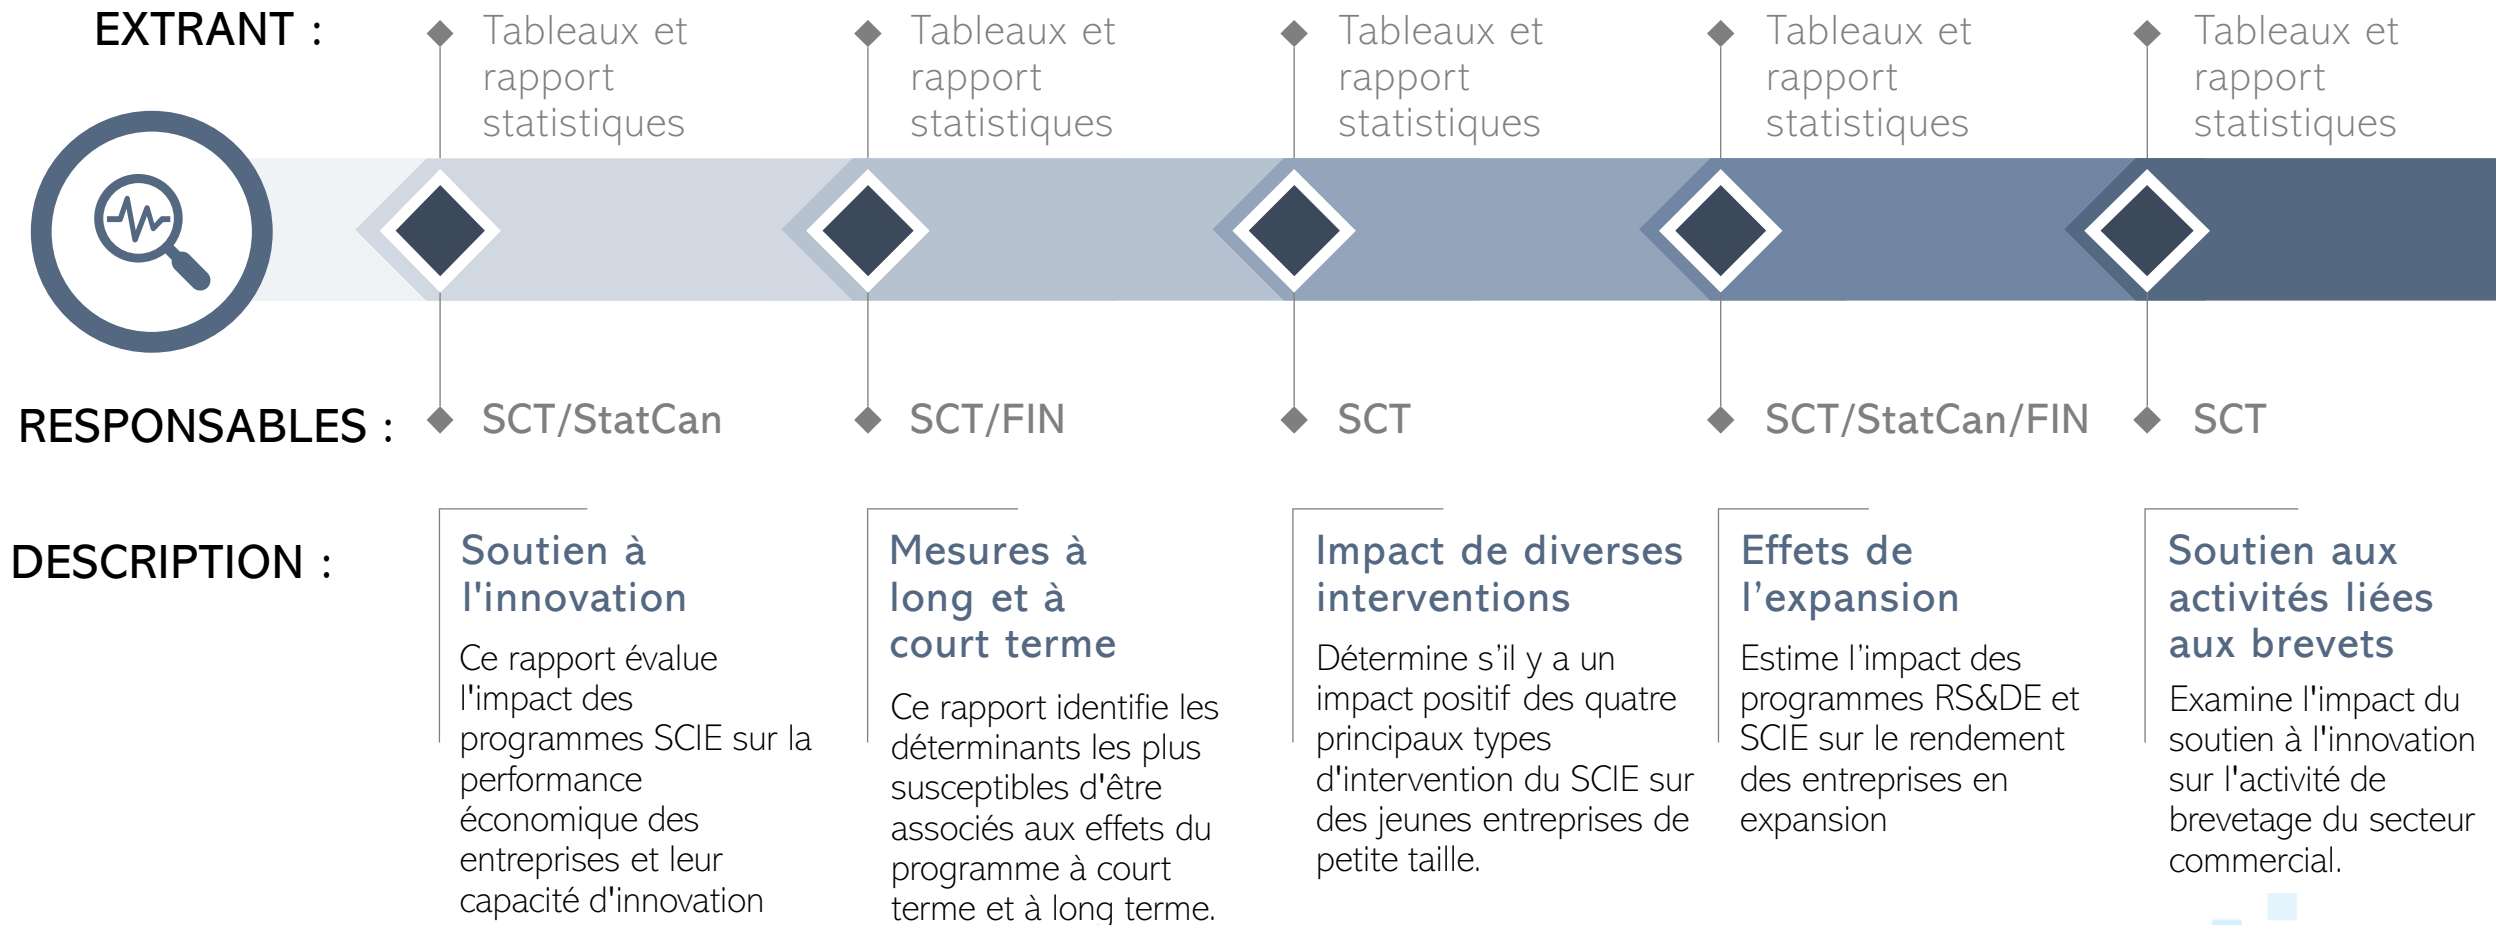 EXTRANT :
Tableaux et
rapport
statistiques
Tableaux et
rapport
statistiques
Tableaux et
rapport
statistiques
Tableaux et
rapport
statistiques
Tableaux et
rapport
statistiques
RESPONSABLES :
SCT/StatCan
SCT/FIN
SCT
SCT/StatCan/FIN
SCT
DESCRIPTION :
Soutien à
l'innovation
Ce rapport évalue
l'impact des
programmes SCIE sur la
performance
économique des
entreprises et leur
capacité d'innovation
Mesures à
long et à
court terme
Ce rapport identifie les
déterminants les plus
susceptibles d'être
associés aux effets du
programme à court
terme et à long terme.
Impact de diverses
interventions
Détermine s’il y a un
impact positif des quatre
principaux types
d'intervention du SCIE sur
des jeunes entreprises de
petite taille.
Effets de
l’expansion
Estime l’impact des
programmes RS&DE et
SCIE sur le rendement
des entreprises en
expansion
Soutien aux
activités liées
aux brevets
Examine l'impact du
soutien à l'innovation
sur l'activité de
brevetage du secteur
commercial.